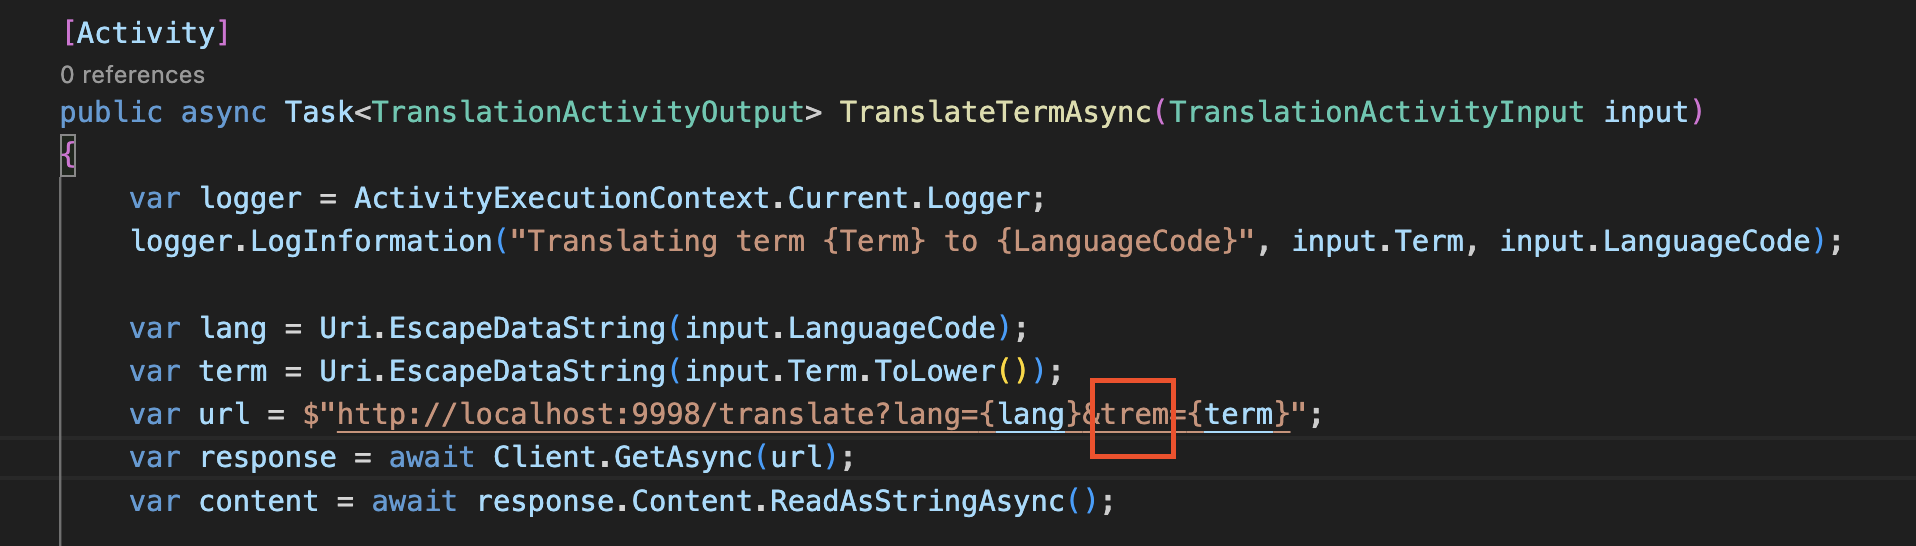 [Activity]
0 references
public async Task<TranslationActivityOutput> TranslateTermAsync(TranslationActivityInput input)
{
var logger = ActivityExecutionContext.Current.Logger;
logger.LogInformation("Translating term {Term} to {LanguageCode}", input.Term, input.LanguageCode);
var lang = Uri.EscapeDataString(input.LanguageCode);
var term = Uri.EscapeDataString(input.Term.ToLower());
var url = $"http://localhost:9998/translate?lang={lang}&trem={term}";
var response = await Client.GetAsync(url);
var content = await response.Content.ReadAsStringAsync();